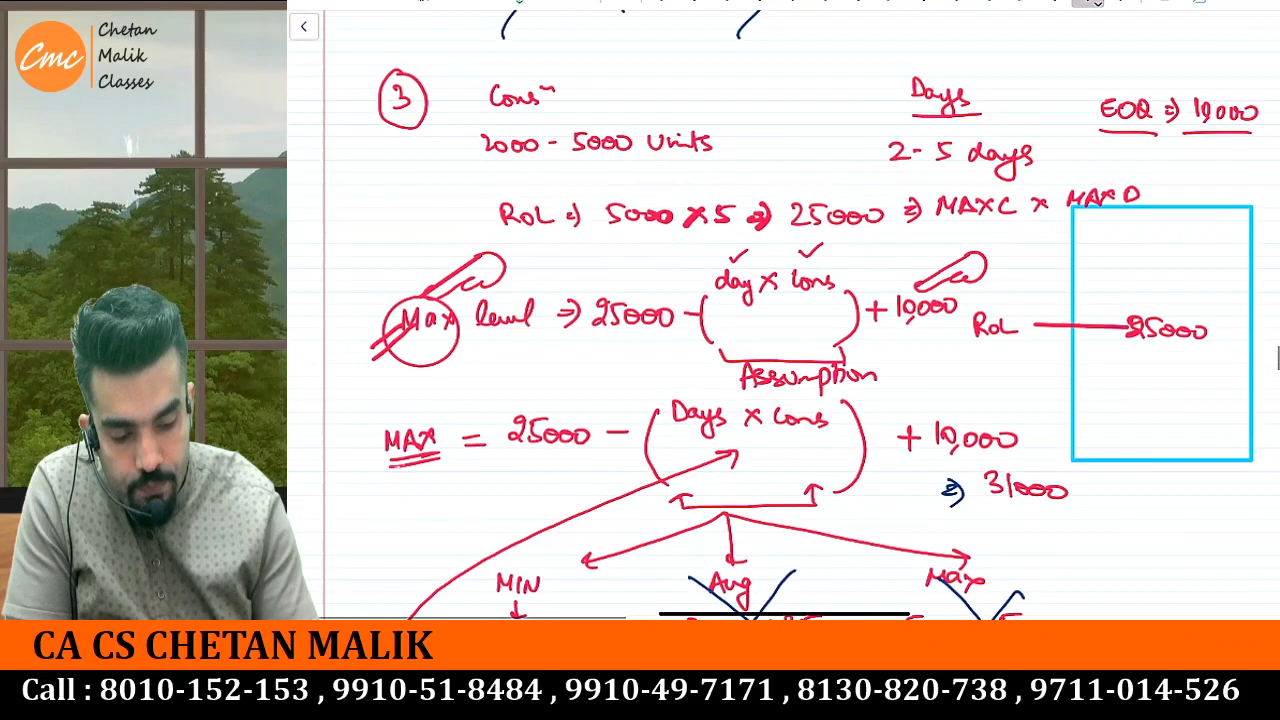 Cmc
Chetan
Malik
Classes
3
Consⁿ
Days
EOQ ⇒ 10,000
2000 - 5000 Units
2 - 5 days
ROL ⇒ 5000 × 5 ⇒ 25000 ⇒ MAXC × MAXD
Max level ⇒ 25000 - (day × Cons) + 10,000
ROL 25000
Assumption
MAX = 25000 - (Days × Cons) + 10,000
⇒ 31000
MIN Avg Max
CA CS CHETAN MALIK
Call : 8010-152-153 , 9910-51-8484 , 9910-49-7171 , 8130-820-738 , 9711-014-526